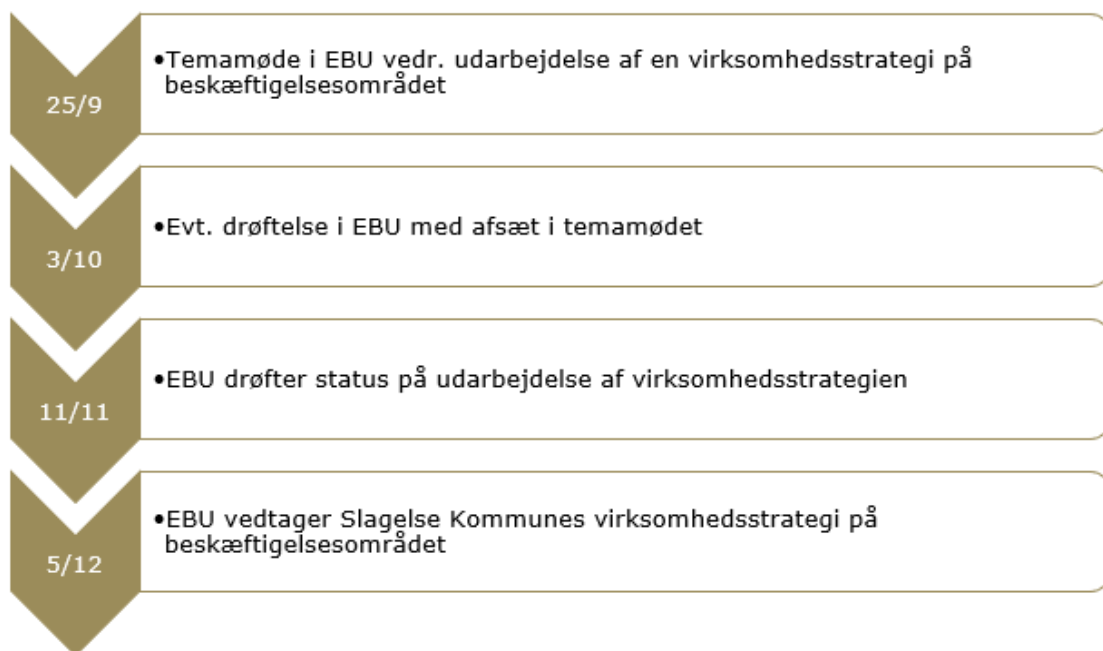 25/9
•Temamøde i EBU vedr. udarbejdelse af en virksomhedsstrategi på
beskæftigelsesområdet
3/10
•Evt. drøftelse i EBU med afsæt i temamødet
11/11
•EBU drøfter status på udarbejdelse af virksomhedsstrategien
5/12
•EBU vedtager Slagelse Kommunes virksomhedsstrategi på
beskæftigelsesområdet